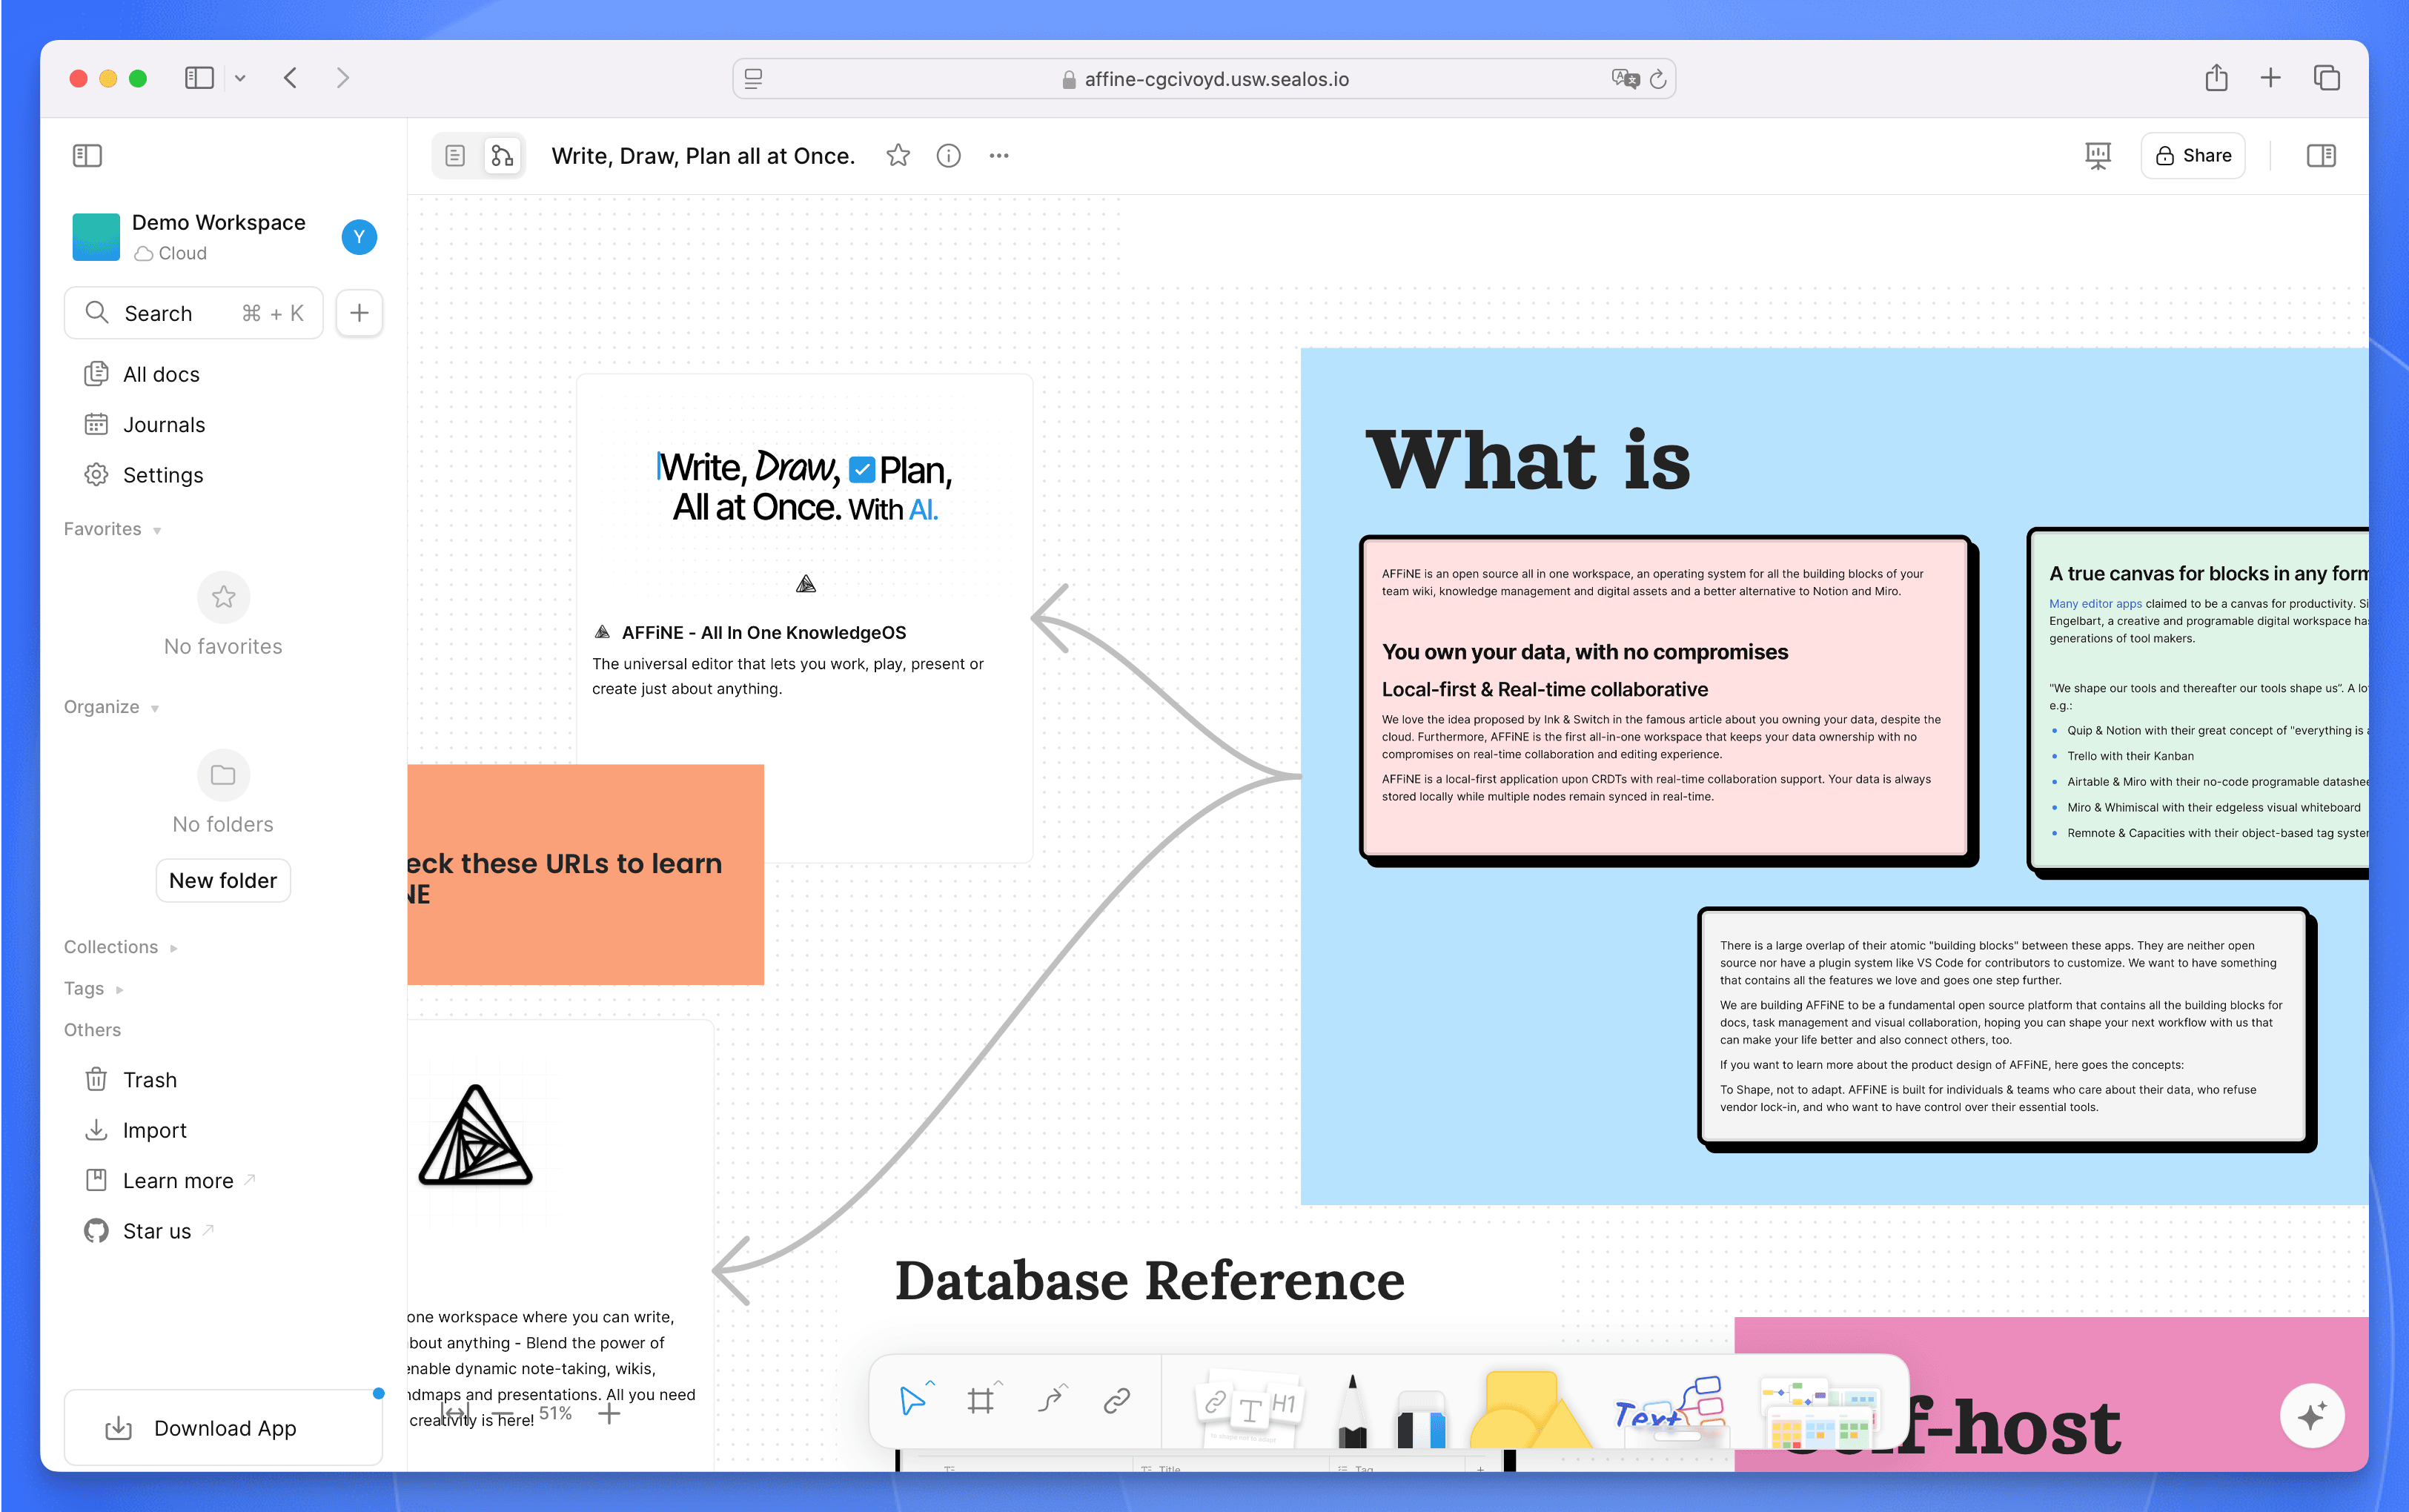 affine-cgcivoyd.usw.sealos.io
Write, Draw, Plan all at Once.
Share
Demo Workspace
Cloud
Y
Search ⌘ + K
All docs
Journals
Settings
Favorites
No favorites
Organize
No folders
New folder
Collections
Tags
Others
Trash
Import
Learn more
Star us
Download App
Write, Draw, Plan,
All at Once. With AI.
AFFiNE - All In One KnowledgeOS
The universal editor that lets you work, play, present or
create just about anything.
eck these URLs to learn
NE
one workspace where you can write,
bout anything - Blend the power of
enable dynamic note-taking, wikis,
ndmaps and presentations. All you need
creativity is here!
51%
What is
AFFiNE is an open source all in one workspace, an operating system for all the building blocks of your
team wiki, knowledge management and digital assets and a better alternative to Notion and Miro.
You own your data, with no compromises
Local-first & Real-time collaborative
We love the idea proposed by Ink & Switch in the famous article about you owning your data, despite the
cloud. Furthermore, AFFiNE is the first all-in-one workspace that keeps your data ownership with no
compromises on real-time collaboration and editing experience.
AFFiNE is a local-first application upon CRDTs with real-time collaboration support. Your data is always
stored locally while multiple nodes remain synced in real-time.
A true canvas for blocks in any form
Many editor apps claimed to be a canvas for productivity. Si
Engelbart, a creative and programable digital workspace has
generations of tool makers.
"We shape our tools and thereafter our tools shape us”. A lo
e.g.:
Quip & Notion with their great concept of "everything is a
Trello with their Kanban
Airtable & Miro with their no-code programable datashee
Miro & Whimiscal with their edgeless visual whiteboard
Remnote & Capacities with their object-based tag system
There is a large overlap of their atomic "building blocks" between these apps. They are neither open
source nor have a plugin system like VS Code for contributors to customize. We want to have something
that contains all the features we love and goes one step further.
We are building AFFiNE to be a fundamental open source platform that contains all the building blocks for
docs, task management and visual collaboration, hoping you can shape your next workflow with us that
can make your life better and also connect others, too.
If you want to learn more about the product design of AFFiNE, here goes the concepts:
To Shape, not to adapt. AFFiNE is built for individuals & teams who care about their data, who refuse
vendor lock-in, and who want to have control over their essential tools.
Database Reference
T
H1
Text
f-host
Title
Tag